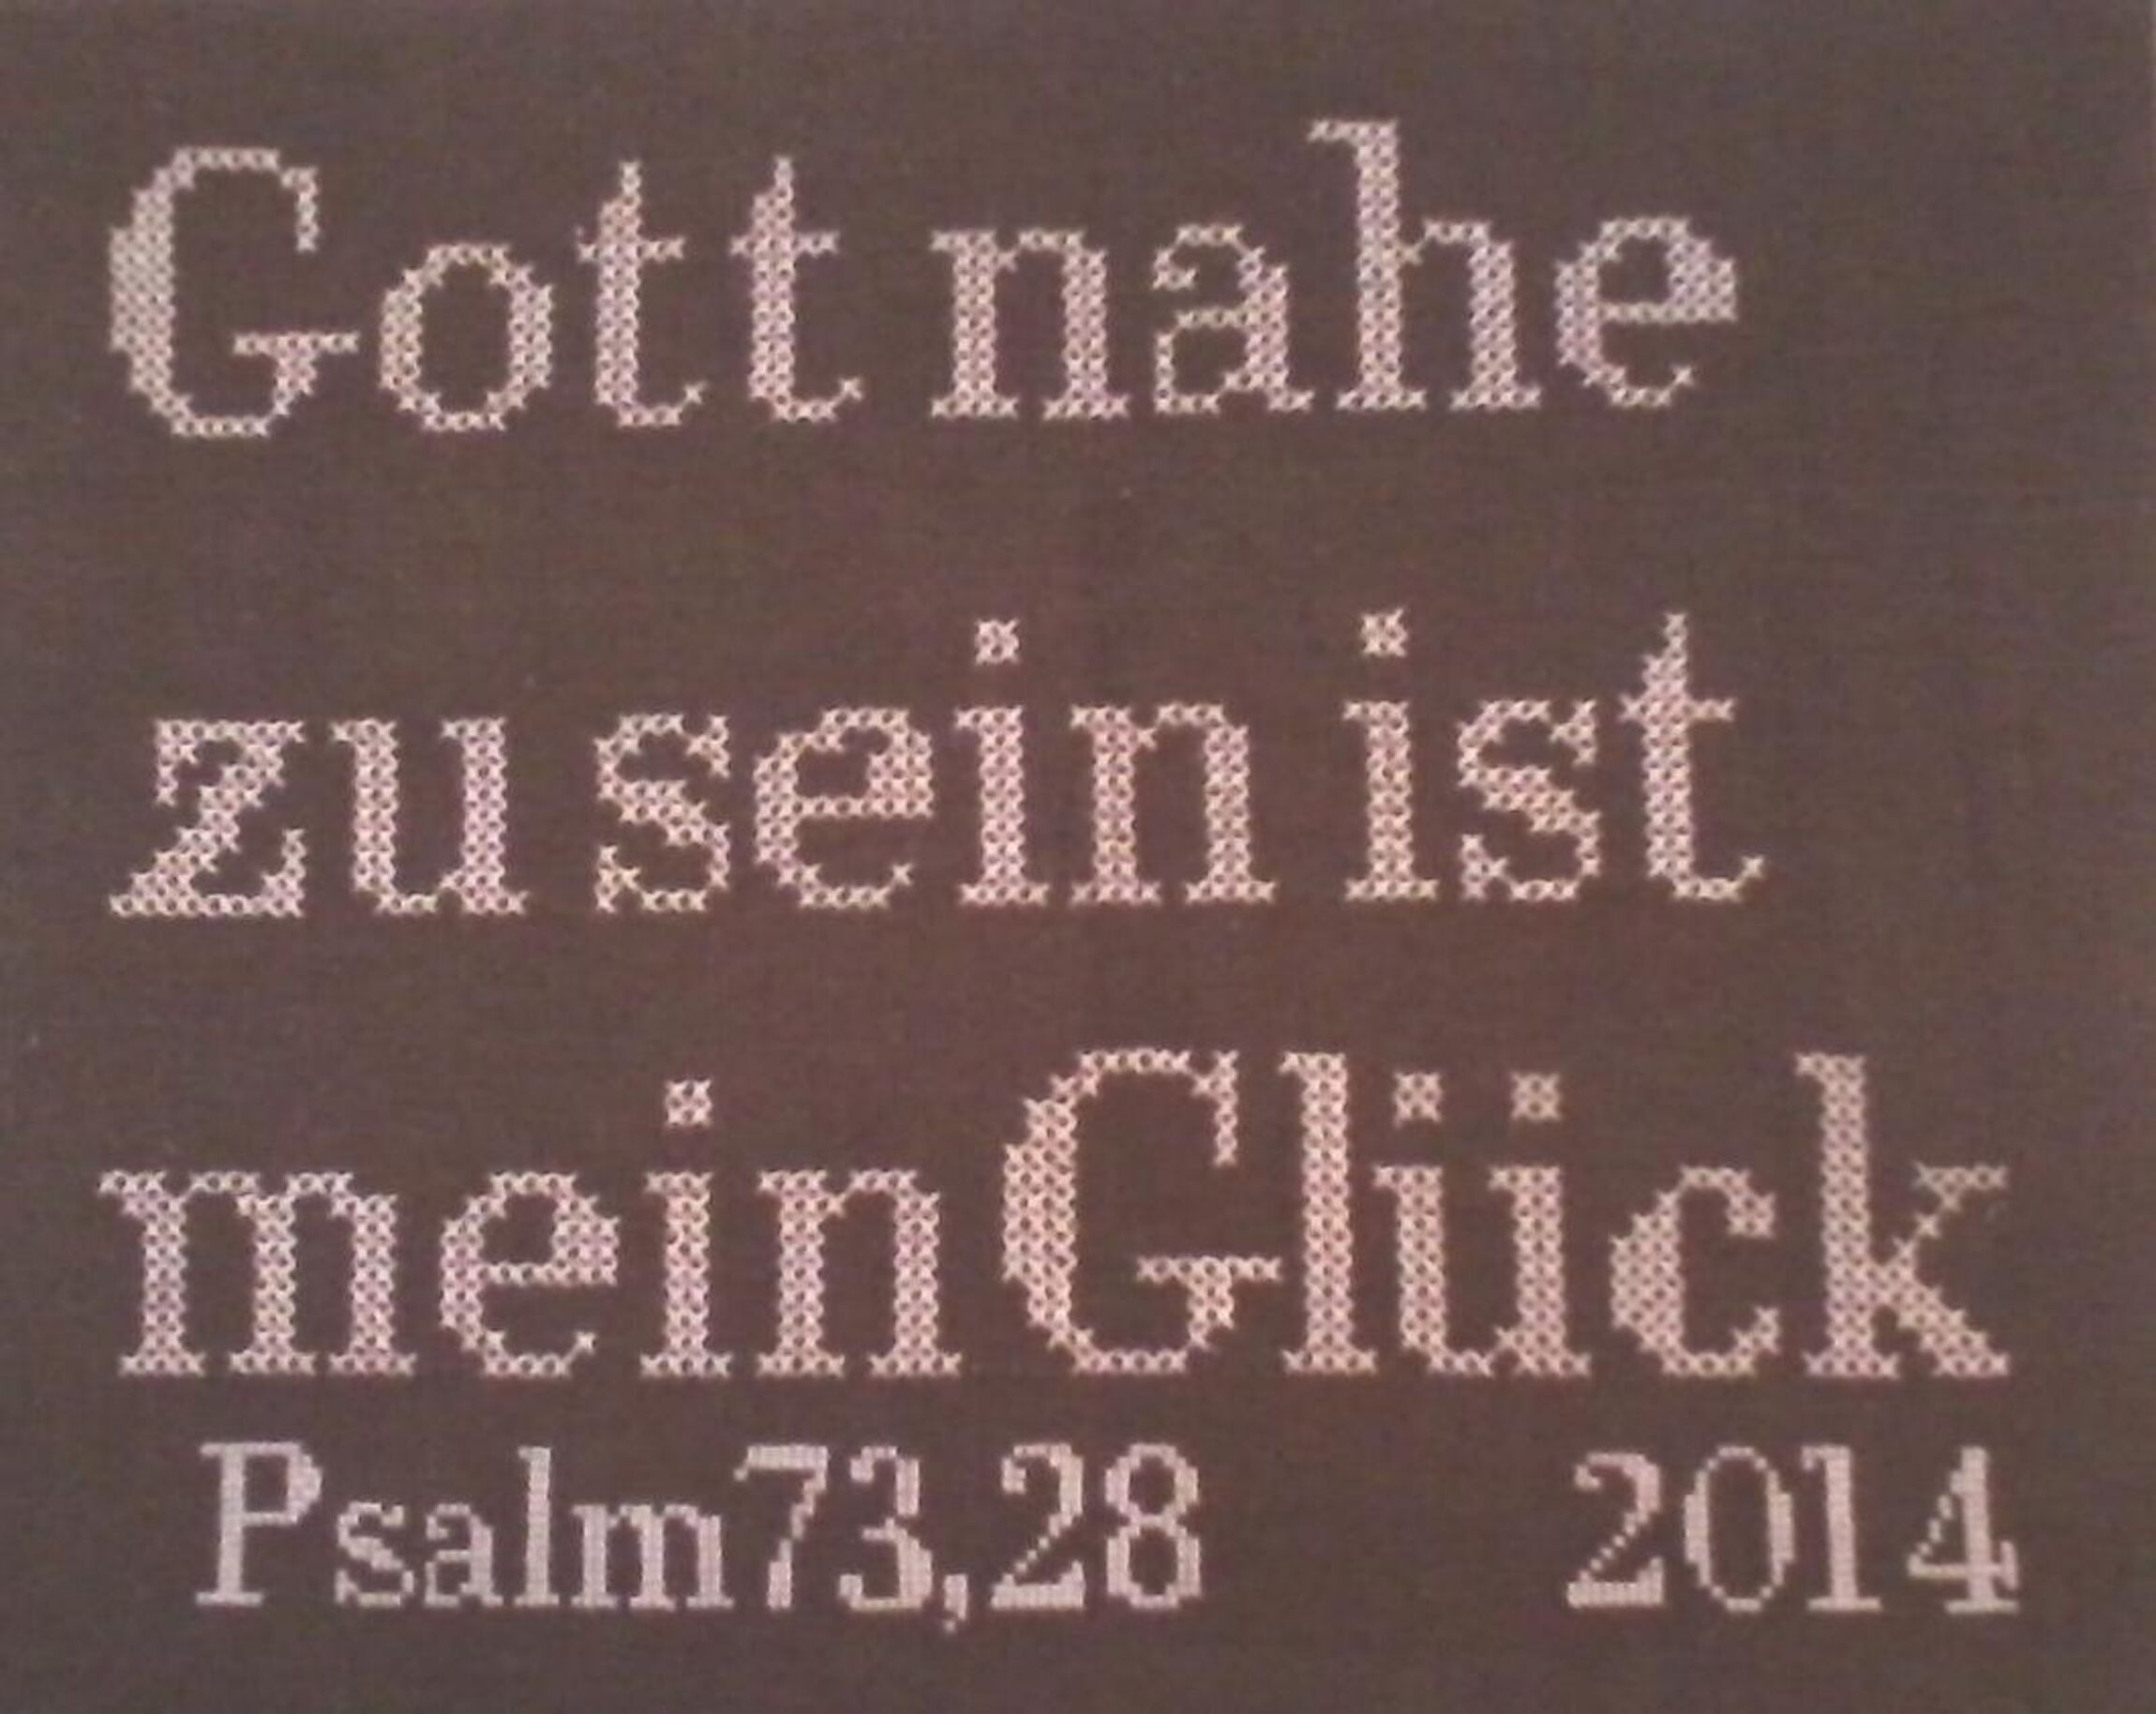 Gott nahe
zu sein ist
mein Glück
Psalm 73,28 2014